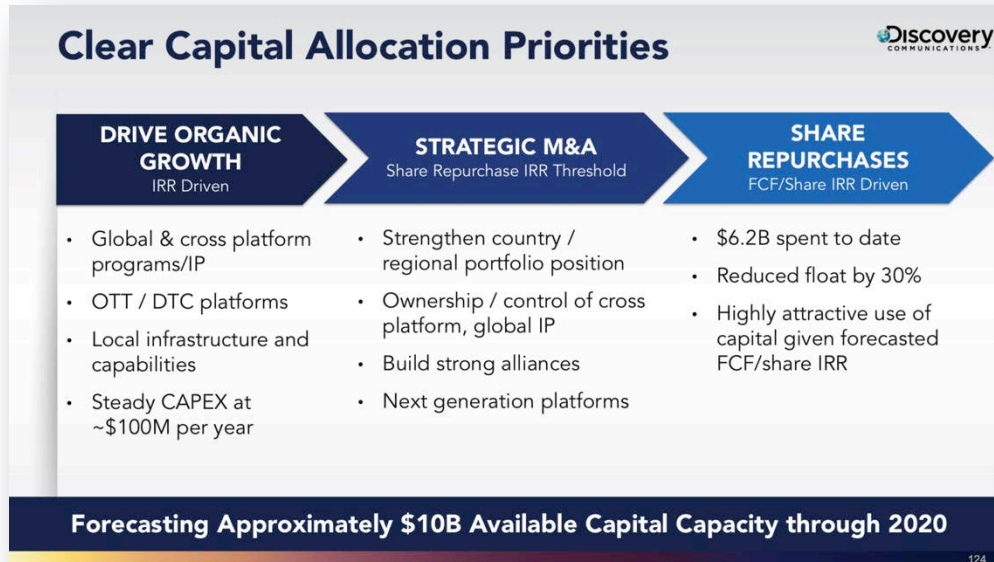 Clear Capital Allocation Priorities
Discovery
COMMUNICATIONS
DRIVE ORGANIC
GROWTH
IRR Driven
STRATEGIC M&A
Share Repurchase IRR Threshold
SHARE
REPURCHASES
FCF/Share IRR Driven
• Global & cross platform
programs/IP
• OTT / DTC platforms
• Local infrastructure and
capabilities
• Steady CAPEX at
~$100M per year
• Strengthen country /
regional portfolio position
• Ownership / control of cross
platform, global IP
• Build strong alliances
• Next generation platforms
• $6.2B spent to date
• Reduced float by 30%
• Highly attractive use of
capital given forecasted
FCF/share IRR
Forecasting Approximately $10B Available Capital Capacity through 2020
124